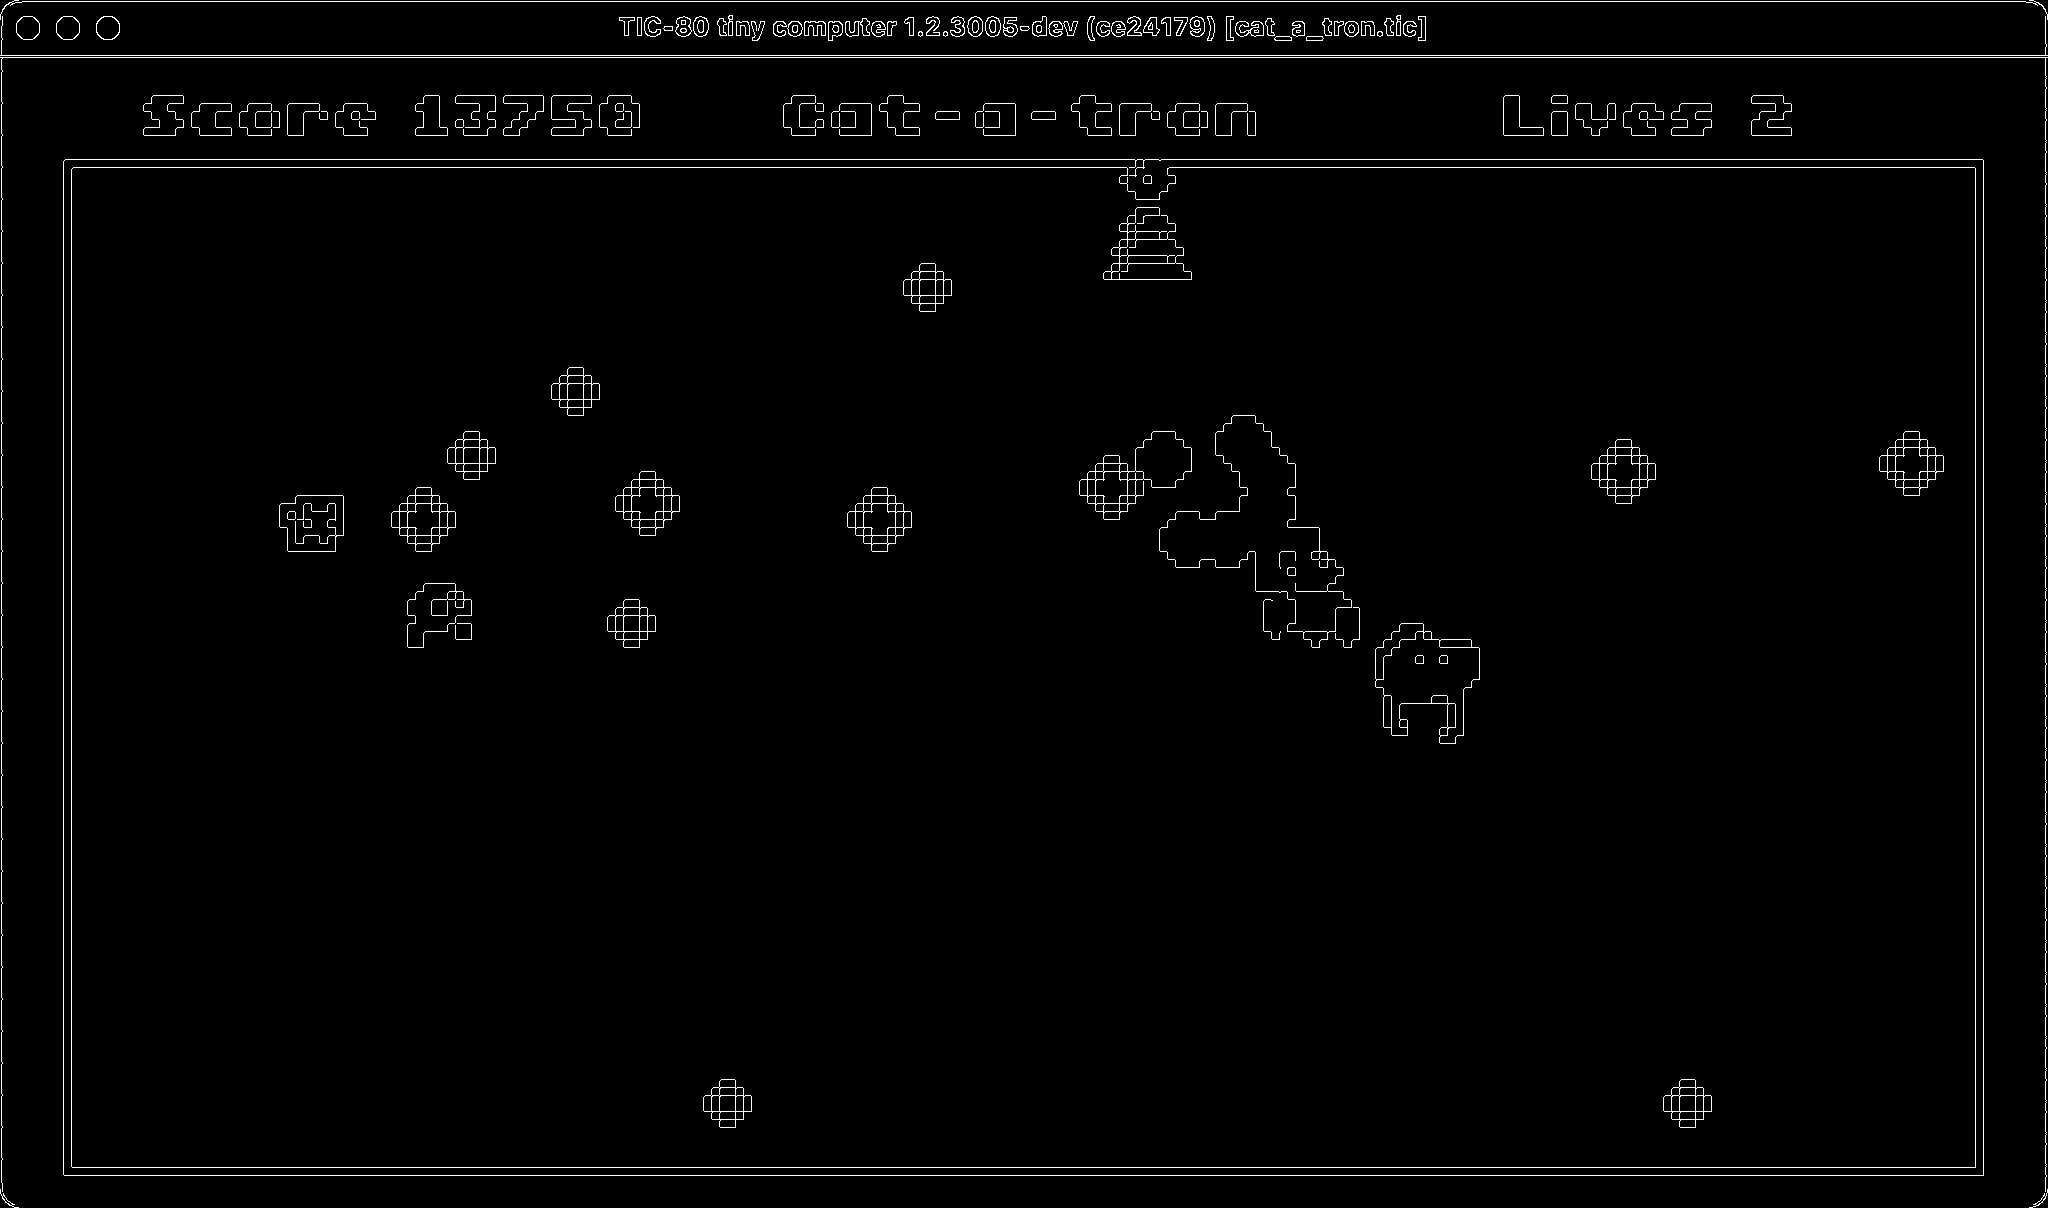 TIC-80 tiny computer 1.2.3005-dev (ce24179) [cat_a_tron.tic]
Score 13750 Cat-a-tron Lives 2